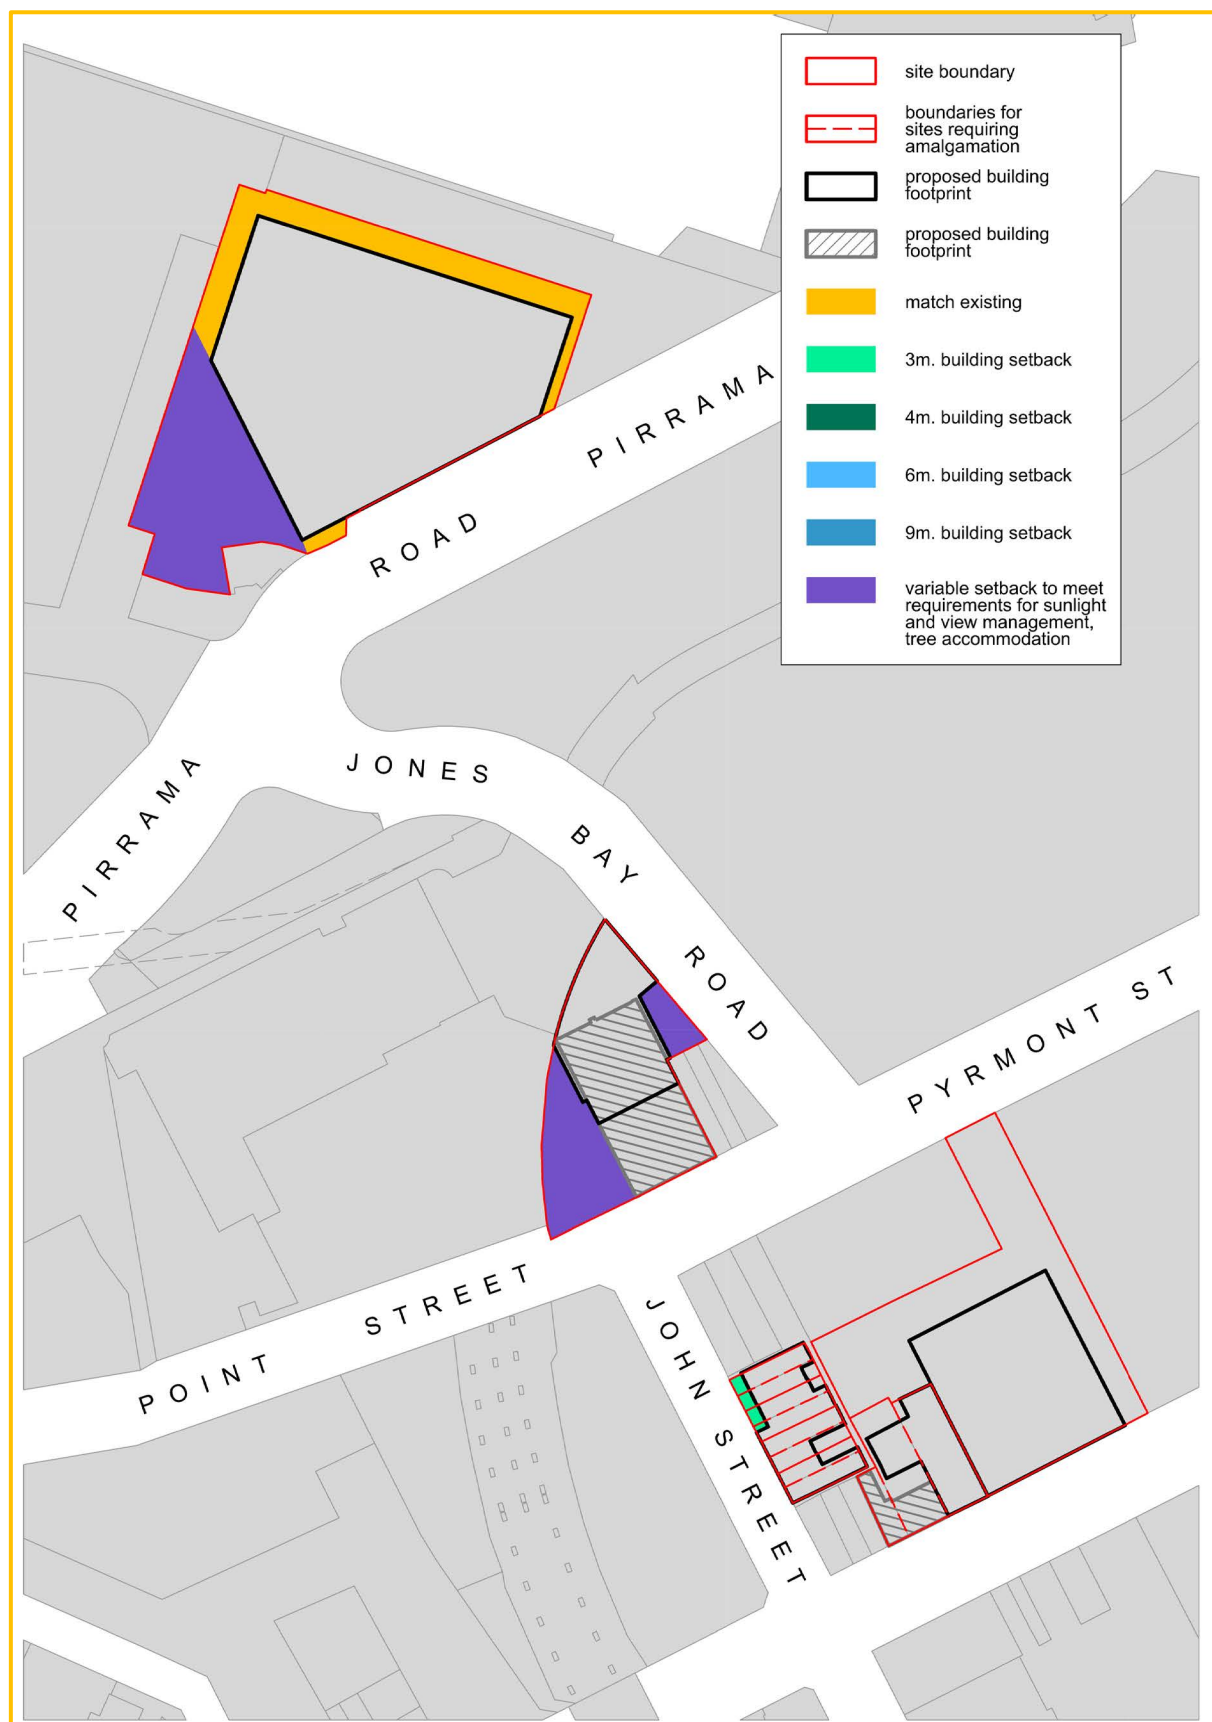 site boundary
boundaries for
sites requiring
amalgamation
proposed building
footprint
proposed building
footprint
match existing
3m. building setback
4m. building setback
6m. building setback
9m. building setback
variable setback to meet
requirements for sunlight
and view management,
tree accommodation
PIRRAMA
ROAD
PIRRAMA
JONES
BAY
ROAD
PYRMONT ST
POINT STREET
JOHN STREET